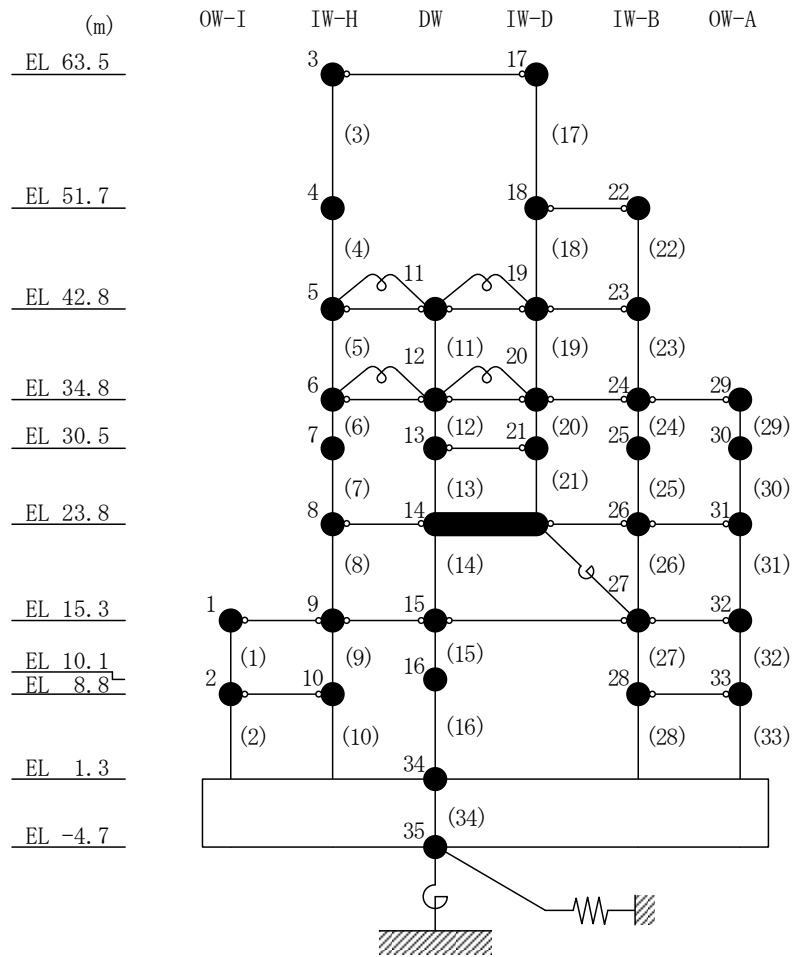 (m) OW-I IW-H DW IW-D IW-B OW-A
EL 63.5 3 17
(3) (17)
EL 51.7 4 18 22
(4) (18) (22)
EL 42.8 5 11 19 23
(5) (11) (19) (23)
EL 34.8 6 12 20 24 29
(6) (12) (20) (24) (29)
EL 30.5 7 13 21 25 30
(7) (13) (21) (25) (30)
EL 23.8 8 14 26 31
(8) (14) (26) (31)
EL 15.3 1 9 15 27 32
(1) (9) (15) (27) (32)
EL 10.1 16
EL 8.8 2 10 28 33
(2) (10) (16) (28) (33)
EL 1.3 34
(34)
EL -4.7 35